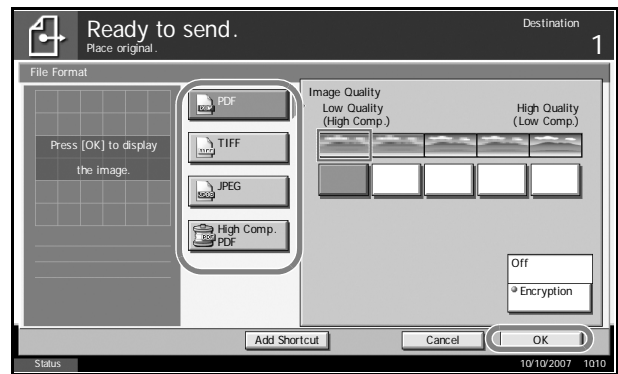 Ready to send.
Destination
Place original.
1
File Format
Press [OK] to display
the image.
PDF
TIFF
JPEG
High Comp.
PDF
Image Quality
Low Quality
(High Comp.)
High Quality
(Low Comp.)
Off
Encryption
Add Shortcut
Cancel
OK
Status
10/10/2007 1010